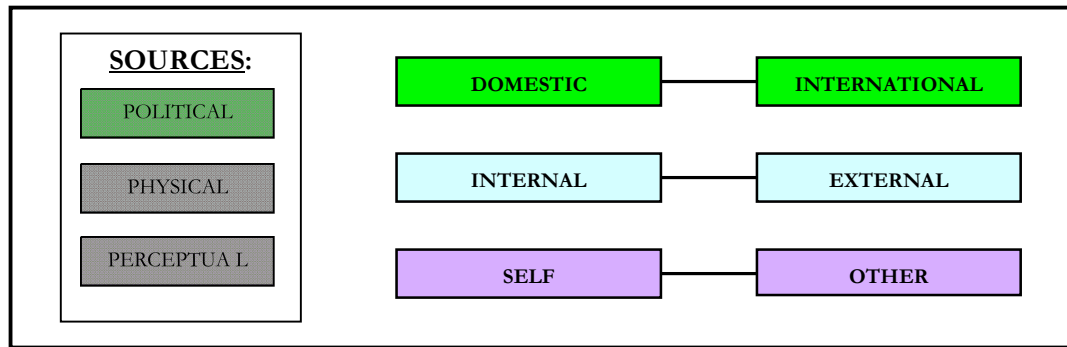 SOURCES:
POLITICAL
PHYSICAL
PERCEPTUA L
DOMESTIC
INTERNATIONAL
INTERNAL
EXTERNAL
SELF
OTHER